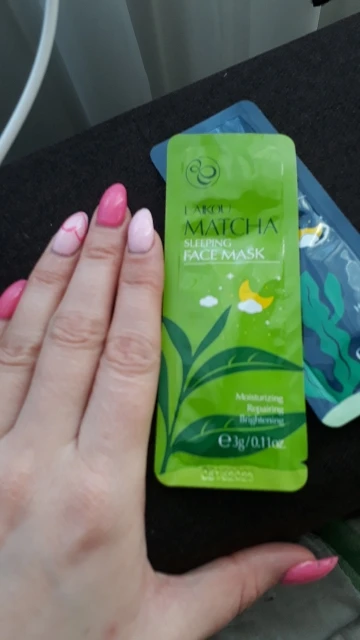 LAIKOU
MATCHA
SLEEPING
FACE MASK
Moisturizing
Repairing
Brightening
℮3g/0.11oz.